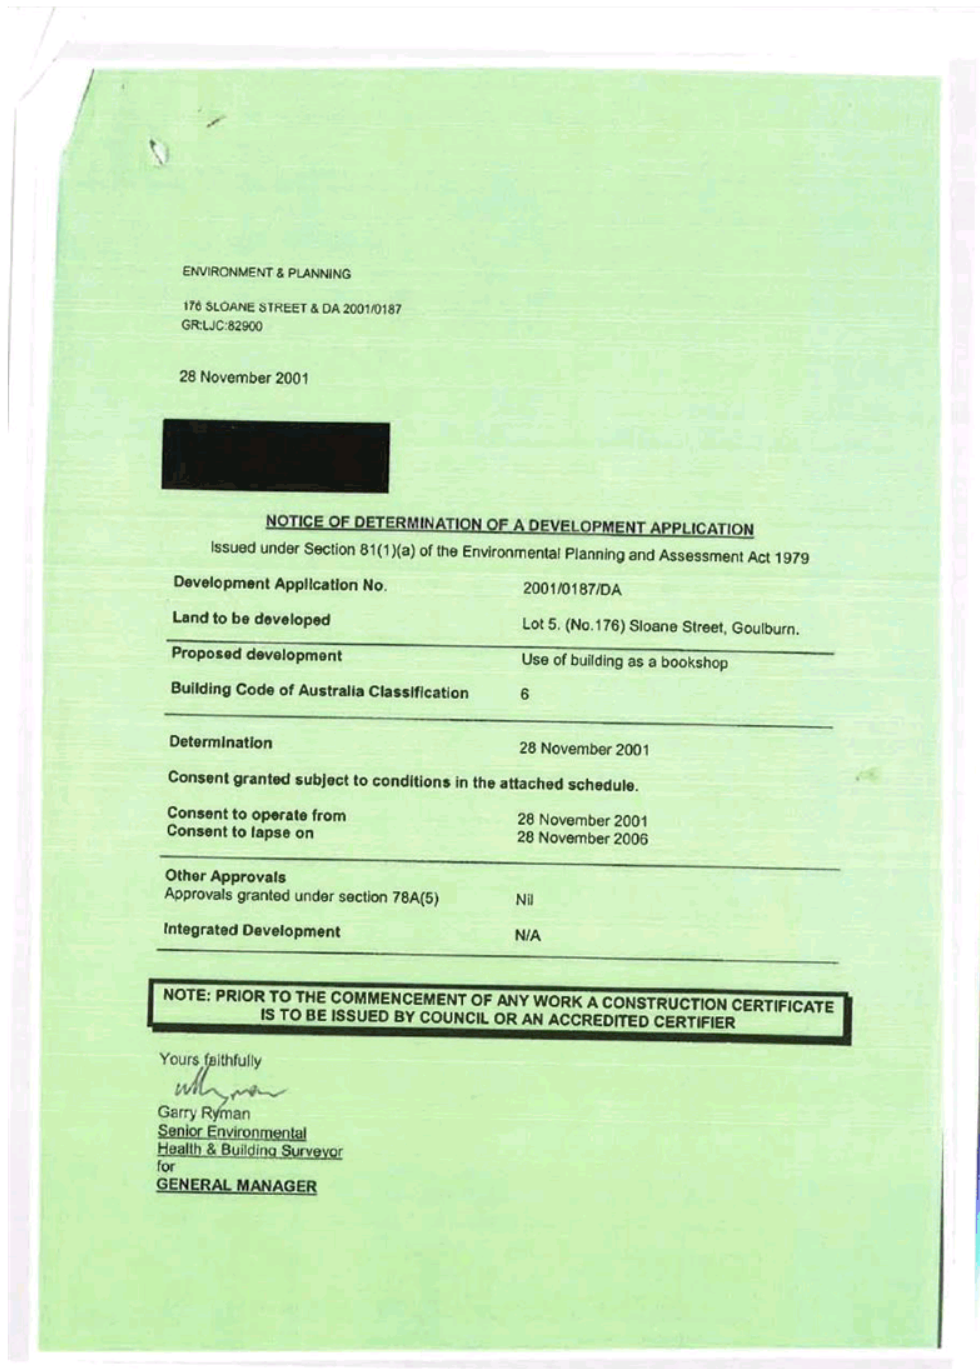 ENVIRONMENT & PLANNING
176 SLOANE STREET & DA 2001/0187
GR:LJC:82900
28 November 2001
NOTICE OF DETERMINATION OF A DEVELOPMENT APPLICATION
Issued under Section 81(1)(a) of the Environmental Planning and Assessment Act 1979
Development Application No. 2001/0187/DA
Land to be developed Lot 5. (No.176) Sloane Street, Goulburn.
Proposed development Use of building as a bookshop
Building Code of Australia Classification 6
Determination 28 November 2001
Consent granted subject to conditions in the attached schedule.
Consent to operate from 28 November 2001
Consent to lapse on 28 November 2006
Other Approvals
Approvals granted under section 78A(5) Nil
Integrated Development N/A
NOTE: PRIOR TO THE COMMENCEMENT OF ANY WORK A CONSTRUCTION CERTIFICATE
IS TO BE ISSUED BY COUNCIL OR AN ACCREDITED CERTIFIER
Yours faithfully
Garry Ryman
Senior Environmental
Health & Building Surveyor
for
GENERAL MANAGER